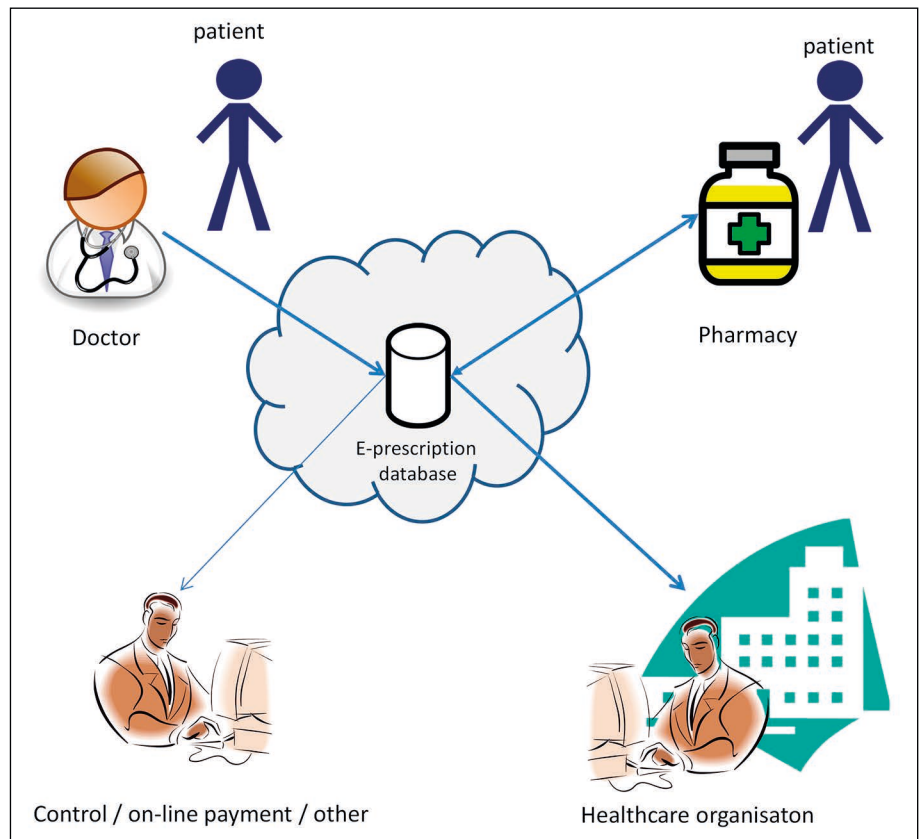 patient
patient
Doctor
Pharmacy
E-prescription
database
Control / on-line payment / other
Healthcare organisaton